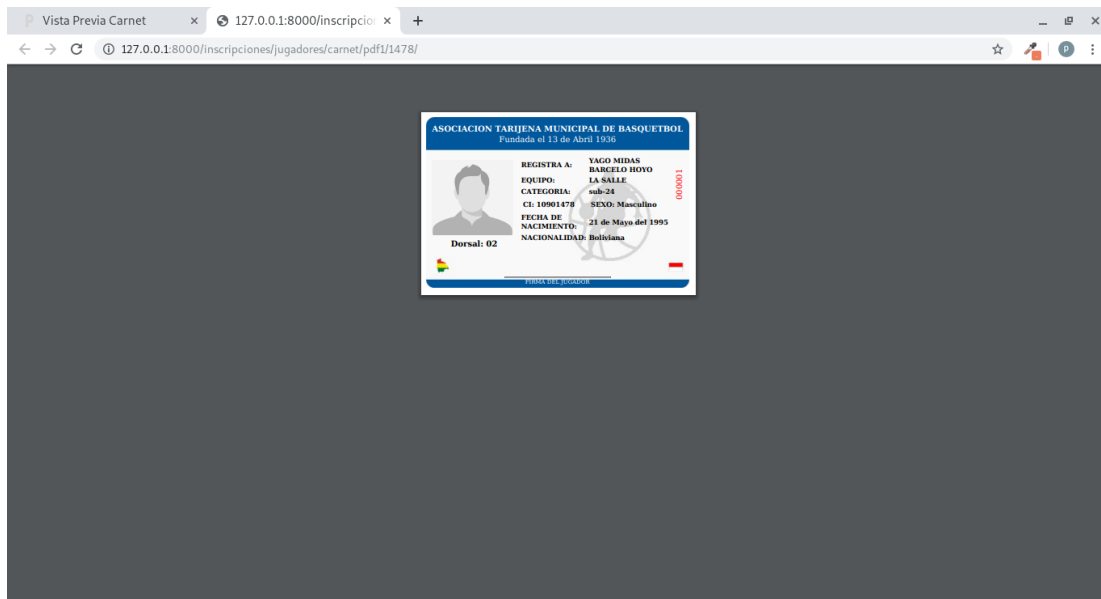 Vista Previa Carnet
127.0.0.1:8000/inscripcion
127.0.0.1:8000/inscripciones/jugadores/carnet/pdf1/1478/
P
ASOCIACION TARIJENA MUNICIPAL DE BASQUETBOL
Fundada el 13 de Abril 1936
REGISTRA A: YAGO MIDAS
BARCELO HOYO
EQUIPO: LA SALLE
CATEGORIA: sub-24
CI: 10901478 SEXO: Masculino
FECHA DE
NACIMIENTO: 21 de Mayo del 1995
NACIONALIDAD: Boliviana
000001
Dorsal: 02
FIRMA DEL JUGADOR